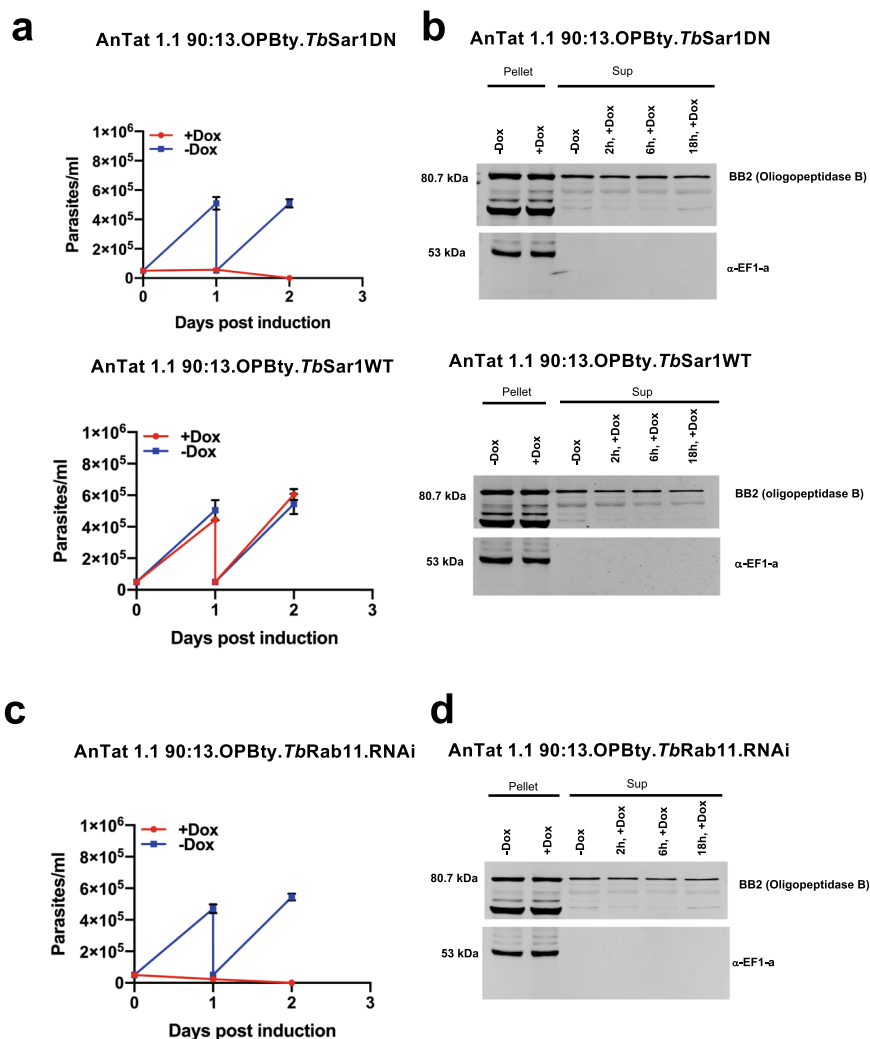 a
AnTat 1.1 90:13.OPBty.TbSar1DN
+Dox
-Dox
1×10⁶
8×10⁵
6×10⁵
4×10⁵
2×10⁵
0
Parasites/ml
0 1 2 3
Days post induction
AnTat 1.1 90:13.OPBty.TbSar1WT
+Dox
-Dox
1×10⁶
8×10⁵
6×10⁵
4×10⁵
2×10⁵
0
Parasites/ml
0 1 2 3
Days post induction
b
AnTat 1.1 90:13.OPBty.TbSar1DN
Pellet Sup
-Dox +Dox -Dox 2h, +Dox 6h, +Dox 18h, +Dox
80.7 kDa BB2 (Oliogopeptidase B)
53 kDa α-EF1-a
AnTat 1.1 90:13.OPBty.TbSar1WT
Pellet Sup
-Dox +Dox -Dox 2h, +Dox 6h, +Dox 18h, +Dox
80.7 kDa BB2 (oligopeptidase B)
53 kDa α-EF1-a
c
AnTat 1.1 90:13.OPBty.TbRab11.RNAi
+Dox
-Dox
1×10⁶
8×10⁵
6×10⁵
4×10⁵
2×10⁵
0
Parasites/ml
0 1 2 3
Days post induction
d
AnTat 1.1 90:13.OPBty.TbRab11.RNAi
Pellet Sup
-Dox +Dox -Dox 2h, +Dox 6h, +Dox 18h, +Dox
80.7 kDa BB2 (Oligopeptidase B)
53 kDa α-EF1-a